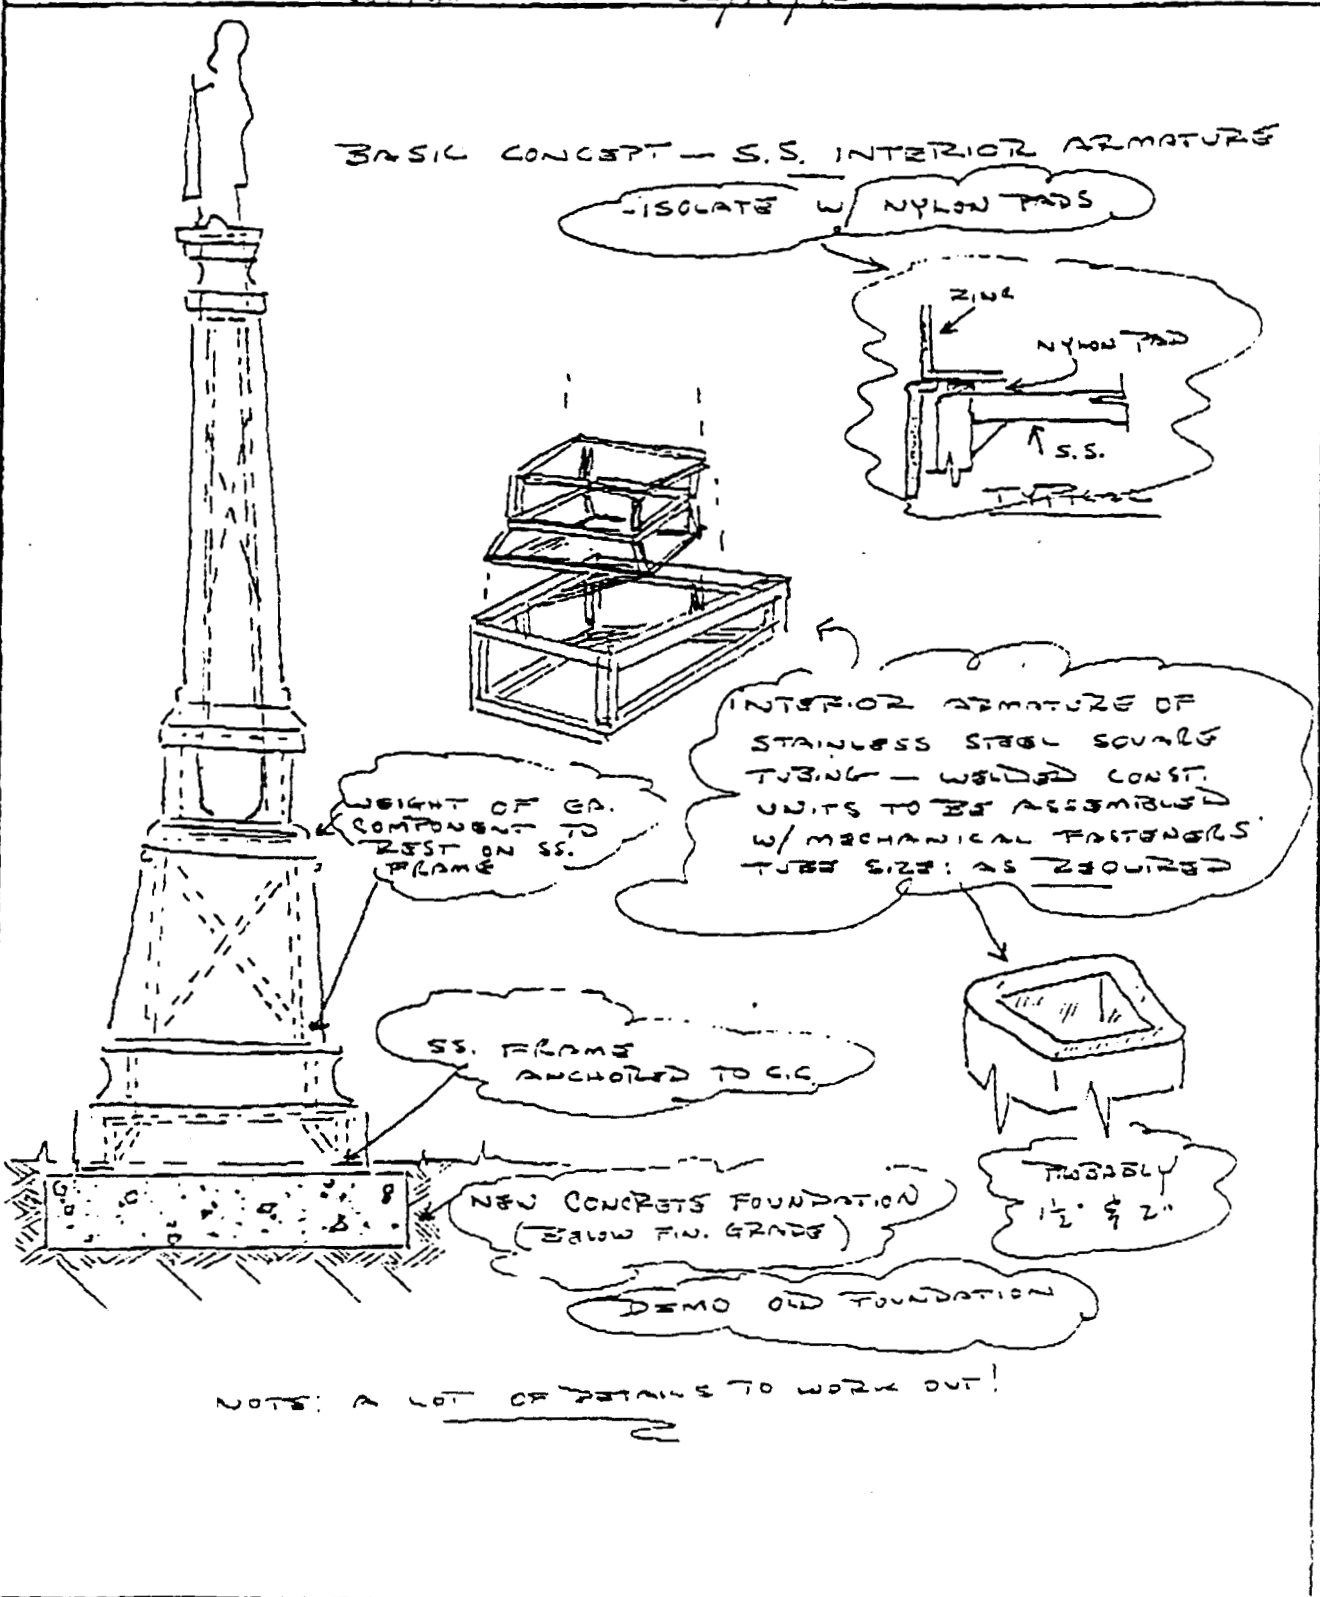 BASIC CONCEPT — S.S. INTERIOR ARMATURE
-ISOLATE W/ NYLON PADS
ZINC
NYLON PAD
S.S.
TYPICAL
INTERIOR ARMATURE OF
STAINLESS STEEL SQUARE
TUBING — WELDED CONST.
UNITS TO BE ASSEMBLED
W/ MECHANICAL FASTENERS
TUBE SIZE: AS REQUIRED
WEIGHT OF EA.
COMPONENT TO
REST ON SS.
FRAME
SS. FRAME
ANCHORED TO
PROBABLY
1½" & 2"
NEW CONCRETE FOUNDATION
(BELOW FIN. GRADE)
DEMO OLD FOUNDATION
NOTE: A LOT OF DETAILS TO WORK OUT!